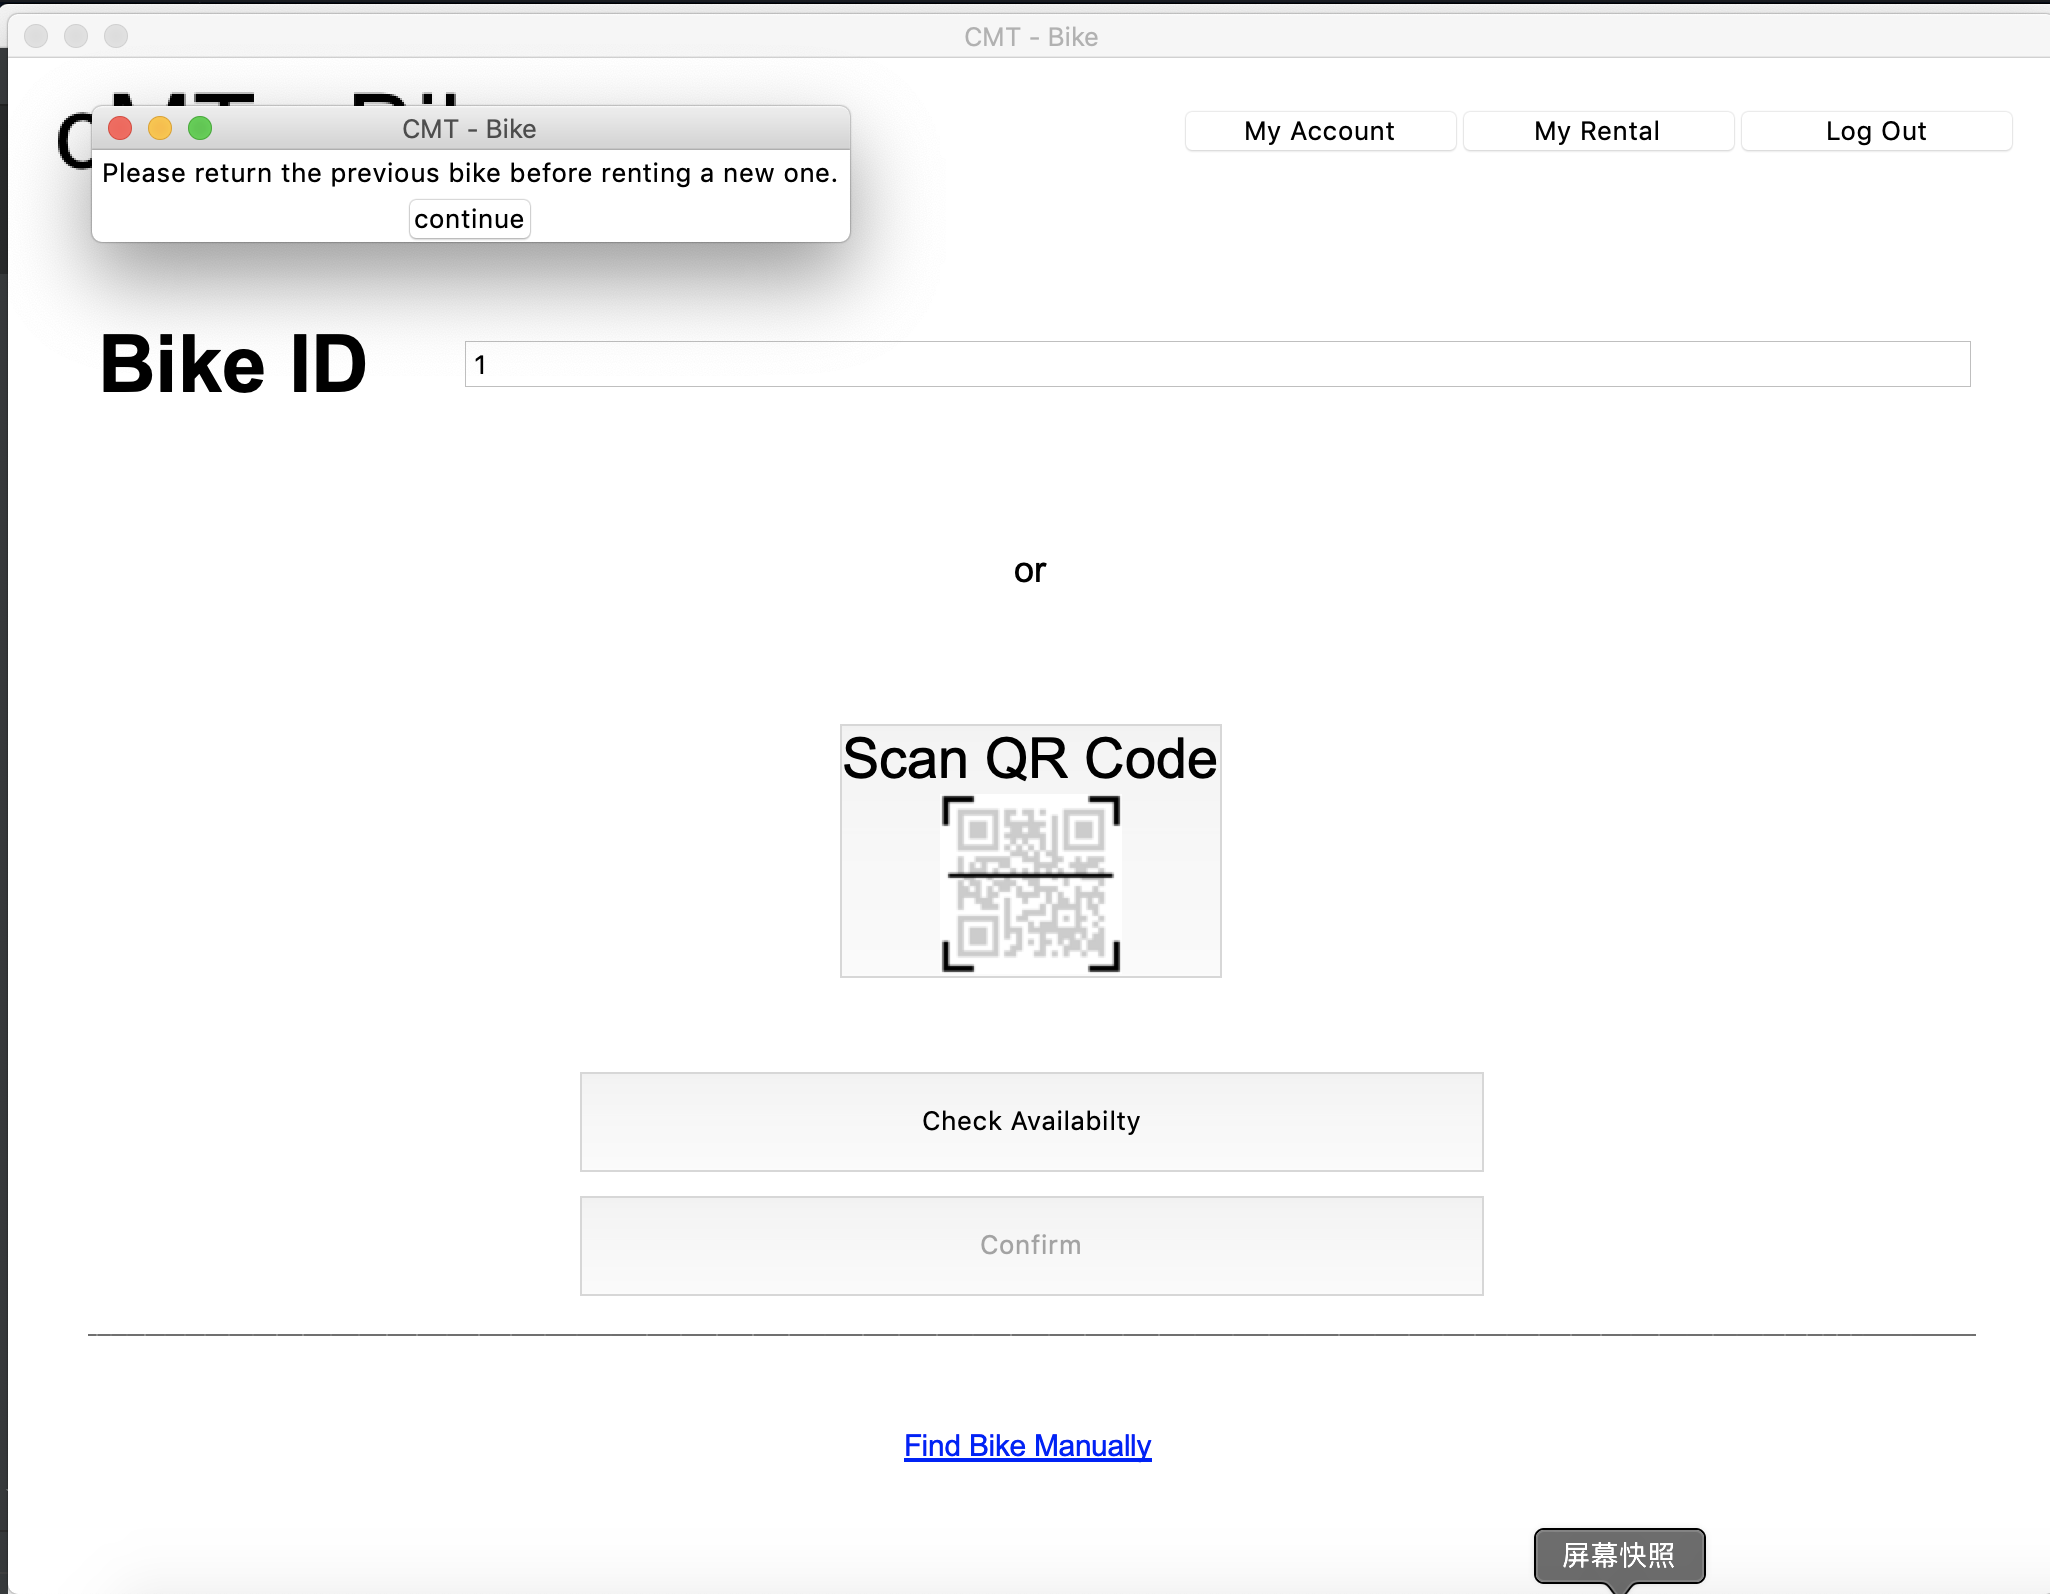 CMT - Bike
CMT - Bike
Please return the previous bike before renting a new one.
continue
My Account
My Rental
Log Out
Bike ID
1
or
Scan QR Code
Check Availabilty
Confirm
Find Bike Manually
屏幕快照